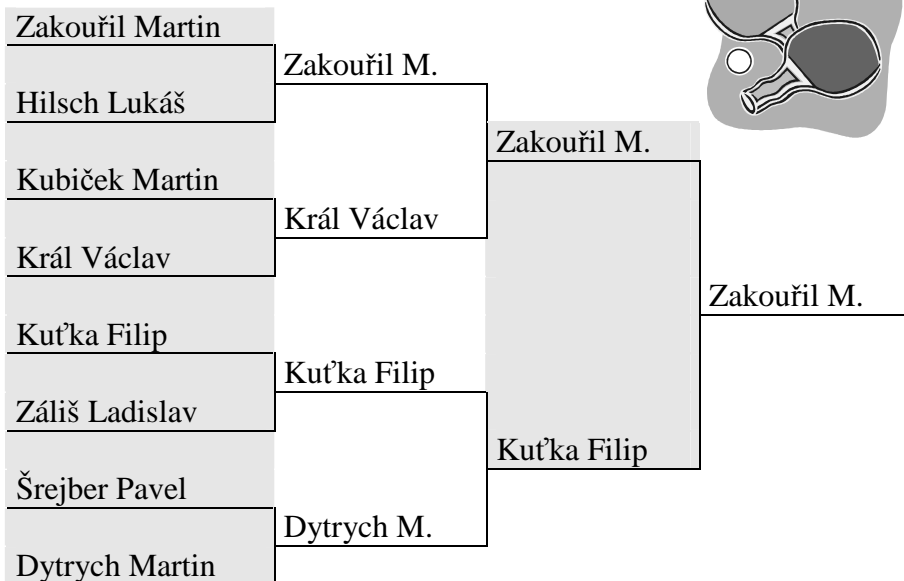 Zakouřil Martin
Zakouřil M.
Hilsch Lukáš
Zakouřil M.
Kubiček Martin
Král Václav
Král Václav
Zakouřil M.
Kuťka Filip
Kuťka Filip
Záliš Ladislav
Kuťka Filip
Šrejber Pavel
Dytrych M.
Dytrych Martin